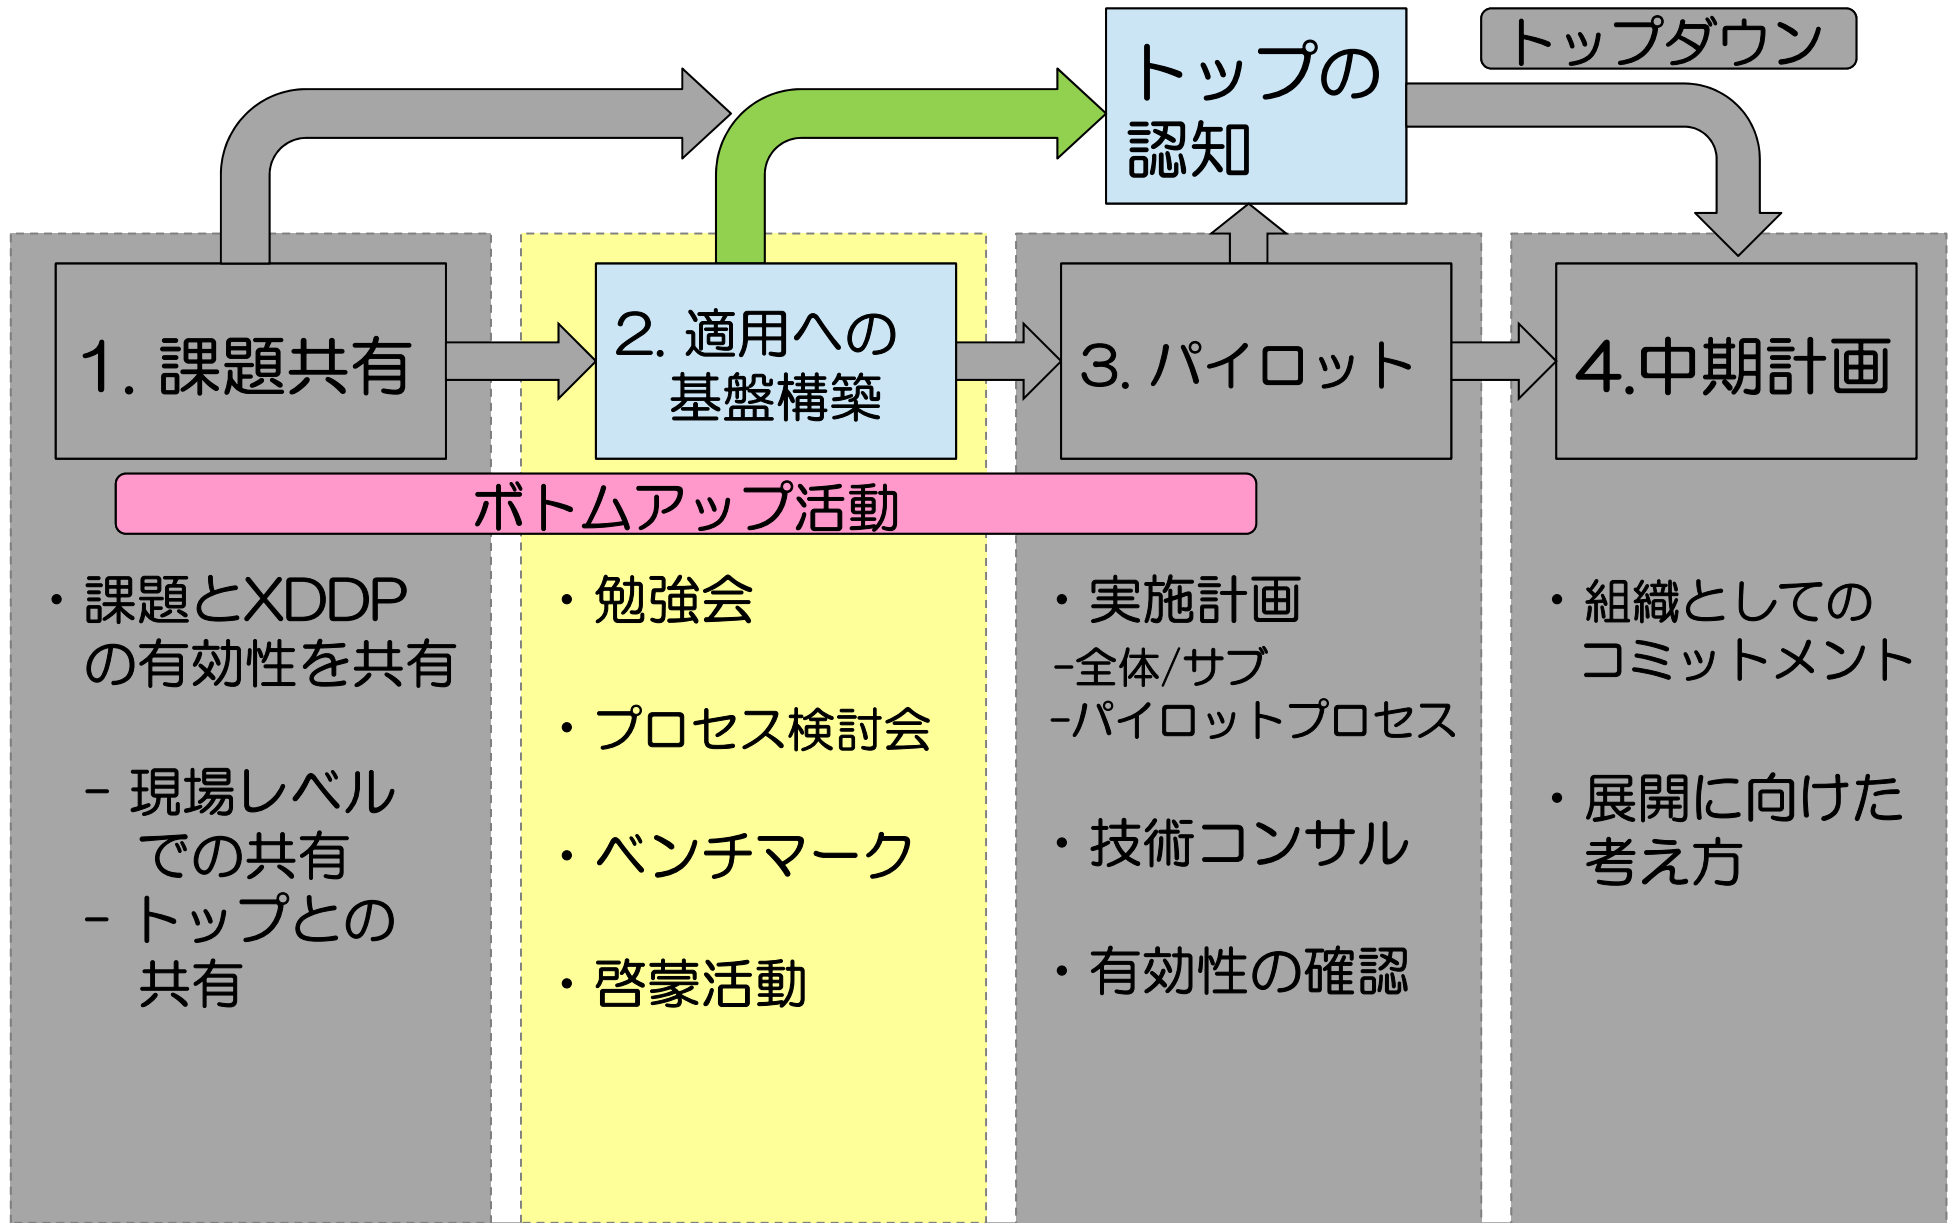 トップの
認知
トップダウン
1. 課題共有
2. 適用への
基盤構築
3. パイロット
4.中期計画
ボトムアップ活動
・課題とXDDP
の有効性を共有
- 現場レベル
での共有
- トップとの
共有
・勉強会
・プロセス検討会
・ベンチマーク
・啓蒙活動
・実施計画
-全体/サブ
-パイロットプロセス
・技術コンサル
・有効性の確認
・組織としての
コミットメント
・展開に向けた
考え方